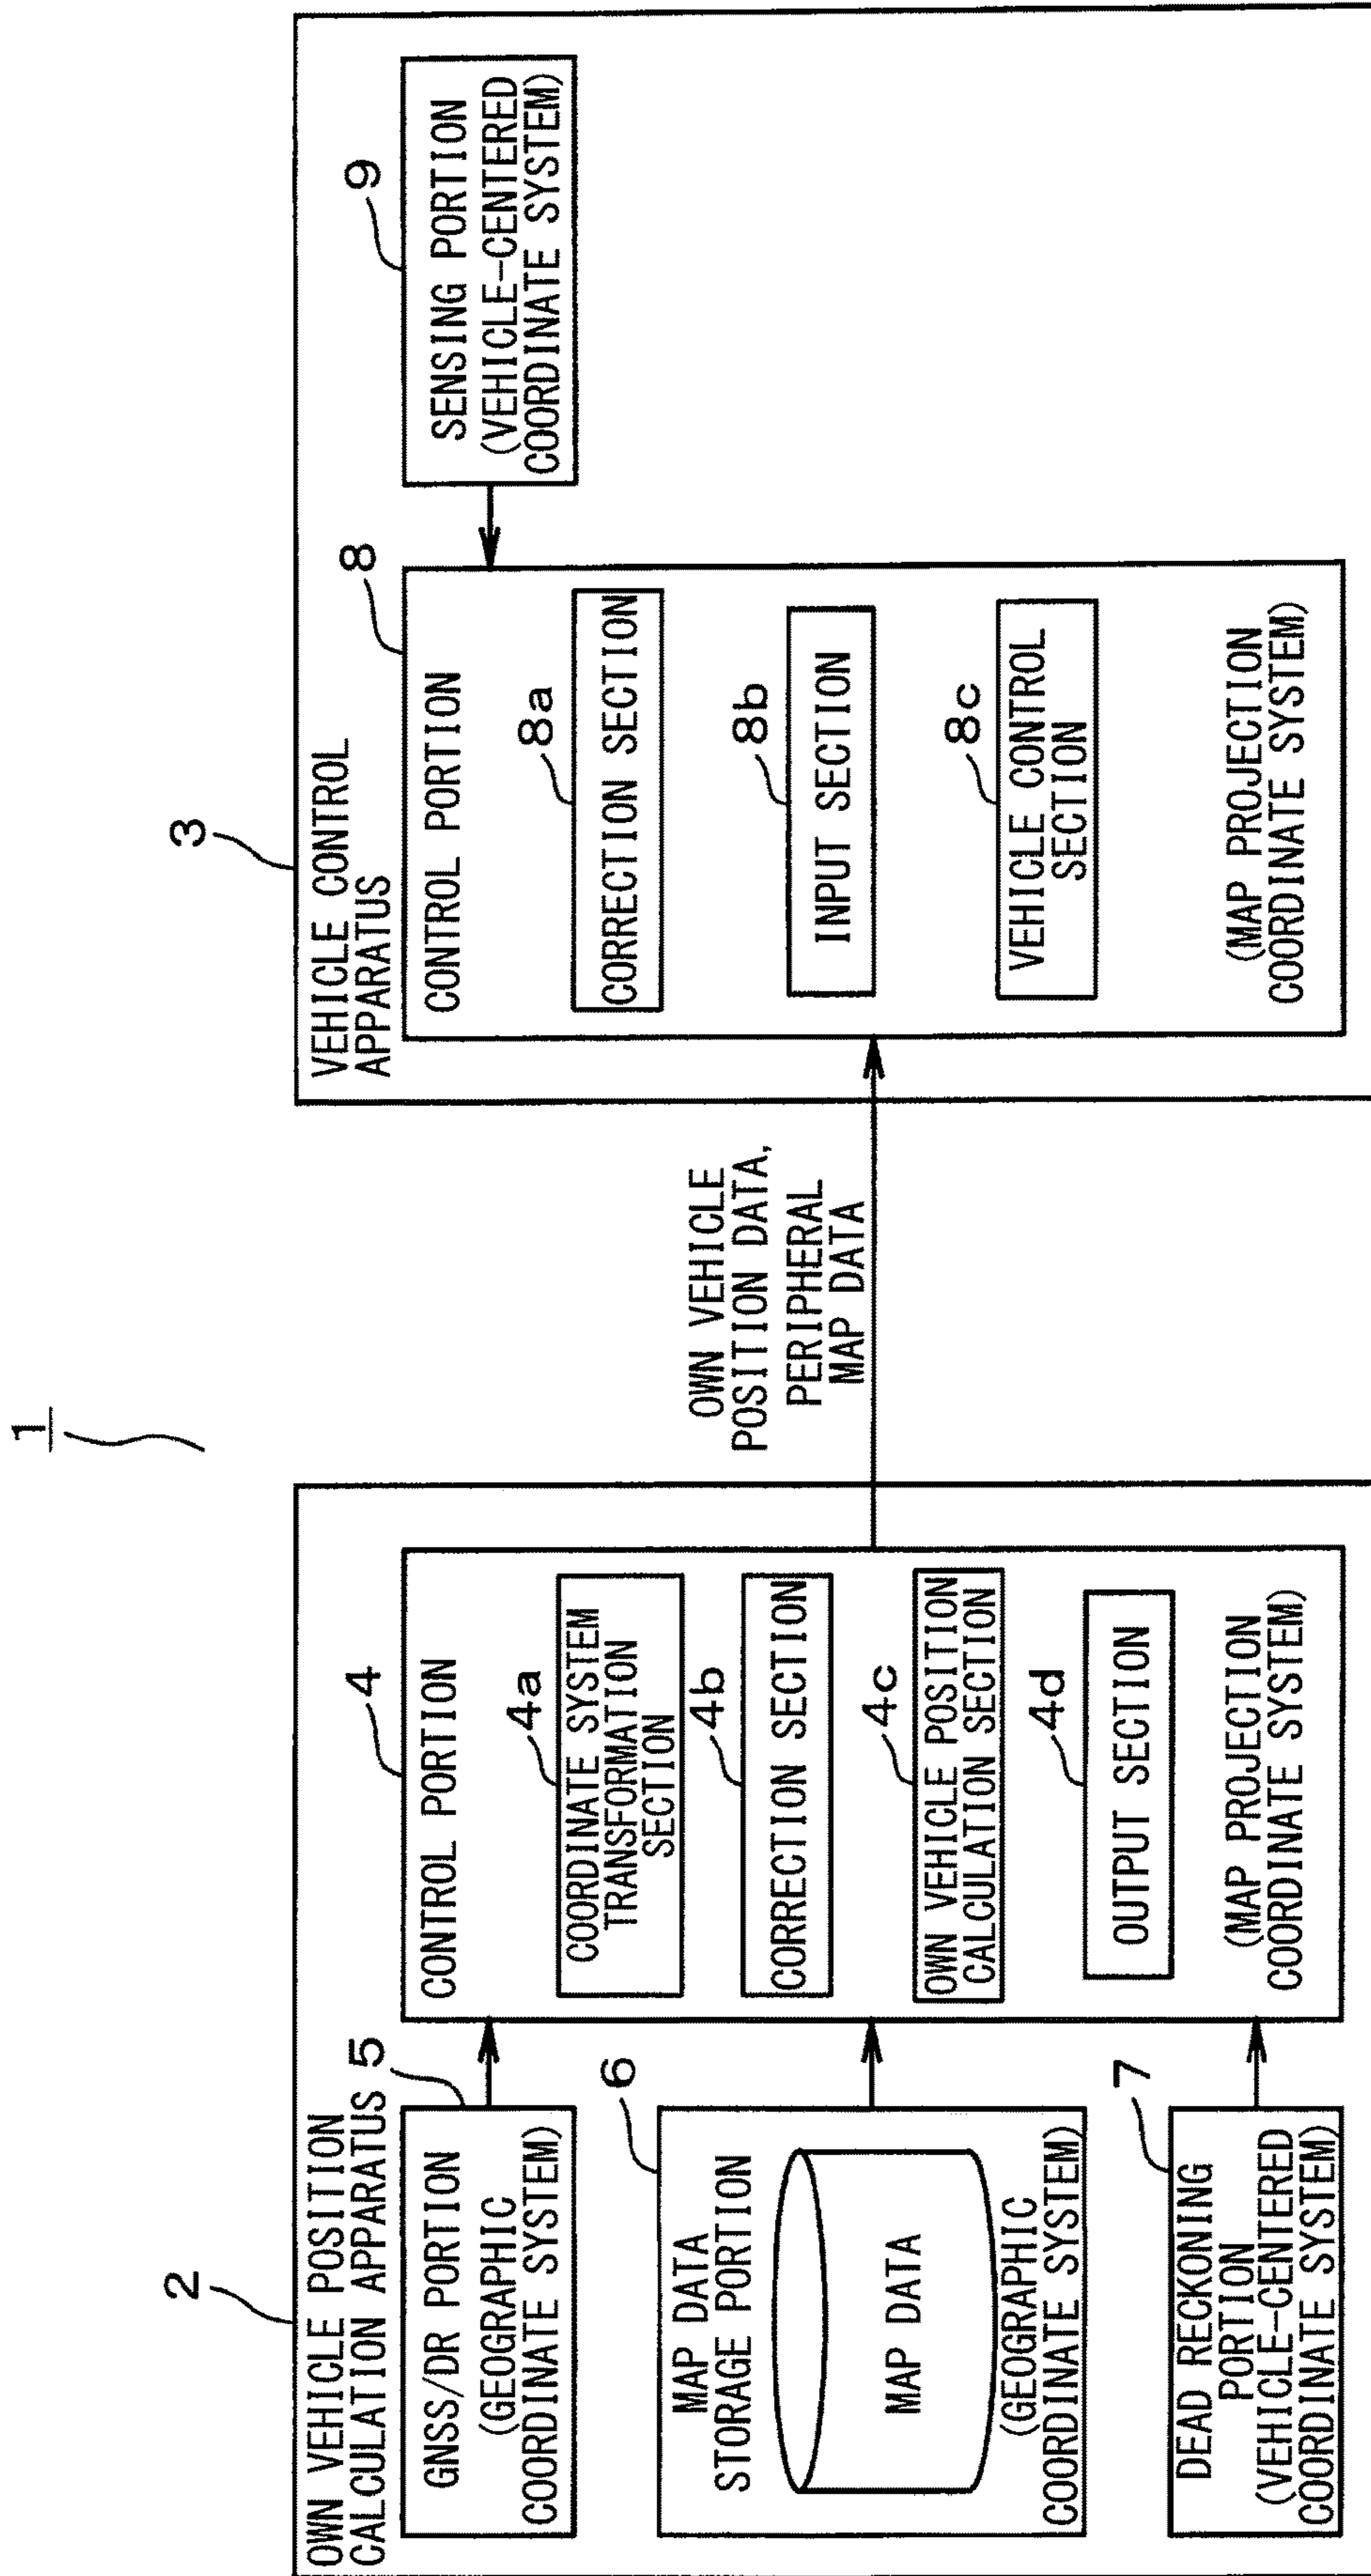 1
2
OWN VEHICLE POSITION
CALCULATION APPARATUS
5
GNSS/DR PORTION
(GEOGRAPHIC
COORDINATE SYSTEM)
6
MAP DATA
STORAGE PORTION
MAP DATA
(GEOGRAPHIC
COORDINATE SYSTEM)
7
DEAD RECKONING
PORTION
(VEHICLE-CENTERED
COORDINATE SYSTEM)
4
CONTROL PORTION
4a
COORDINATE SYSTEM
TRANSFORMATION
SECTION
4b
CORRECTION SECTION
4c
OWN VEHICLE POSITION
CALCULATION SECTION
4d
OUTPUT SECTION
(MAP PROJECTION
COORDINATE SYSTEM)
OWN VEHICLE
POSITION DATA,
PERIPHERAL
MAP DATA
3
VEHICLE CONTROL
APPARATUS
8
CONTROL PORTION
8a
CORRECTION SECTION
8b
INPUT SECTION
8c
VEHICLE CONTROL
SECTION
(MAP PROJECTION
COORDINATE SYSTEM)
9
SENSING PORTION
(VEHICLE-CENTERED
COORDINATE SYSTEM)